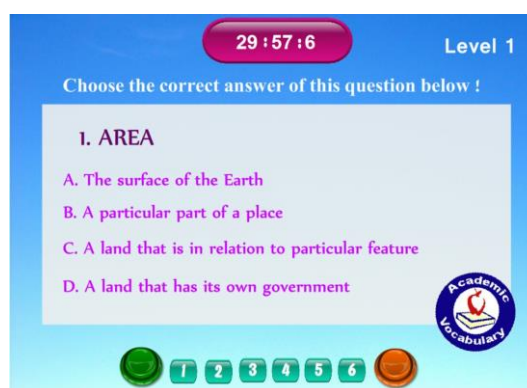 29:57:6
Level 1
Choose the correct answer of this question below !
1. AREA
A. The surface of the Earth
B. A particular part of a place
C. A land that is in relation to particular feature
D. A land that has its own government
Academic
Vocabulary
1 2 3 4 5 6